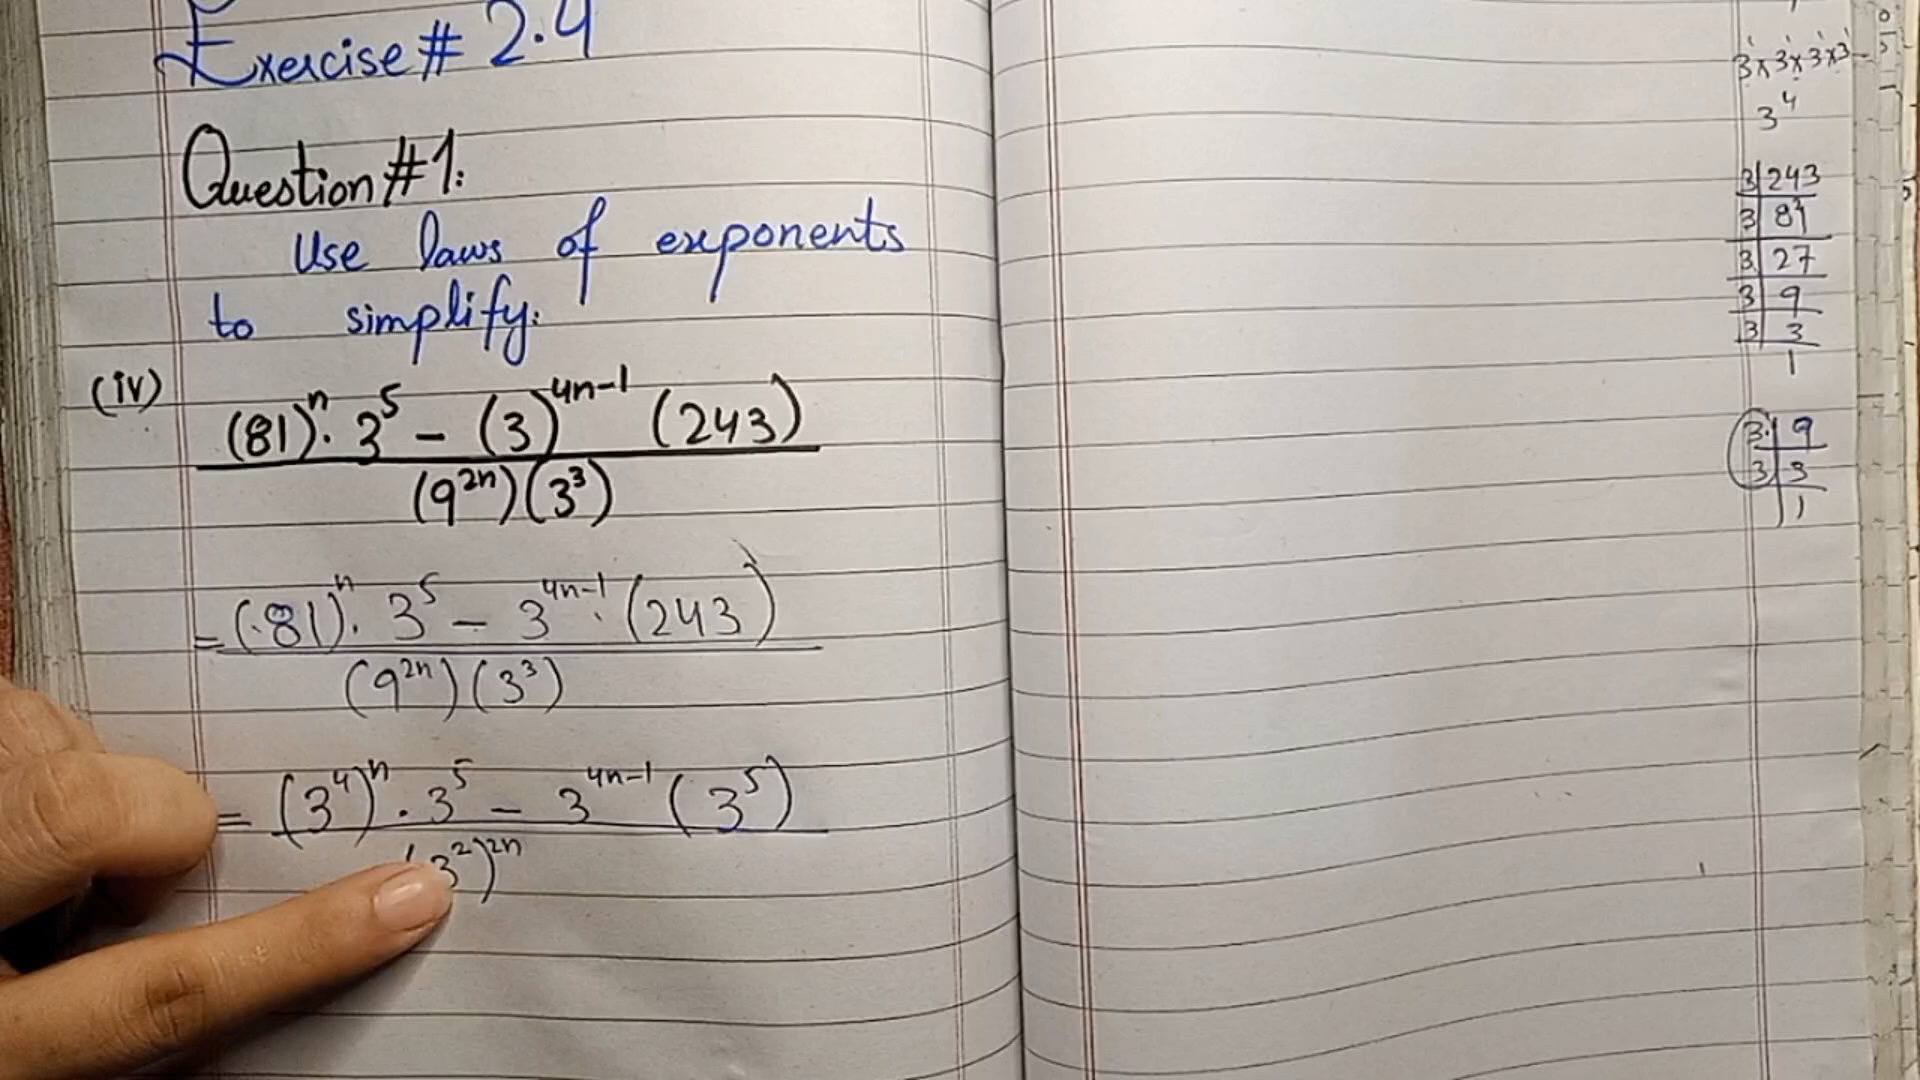 Exercise # 2.4
Question #1:
Use laws of exponents
to simplify:
(iv) (81)ⁿ · 3⁵ − (3)⁴ⁿ⁻¹ (243)
(9²ⁿ)(3³)
= (81)ⁿ · 3⁵ − 3⁴ⁿ⁻¹ · (243)
(9²ⁿ)(3³)
= (3⁴)ⁿ · 3⁵ − 3⁴ⁿ⁻¹ (3⁵)
(3²)²ⁿ
3×3×3×3
3⁴
3|243
3|81
3|27
3|9
3|3
1
3|9
3|3
1